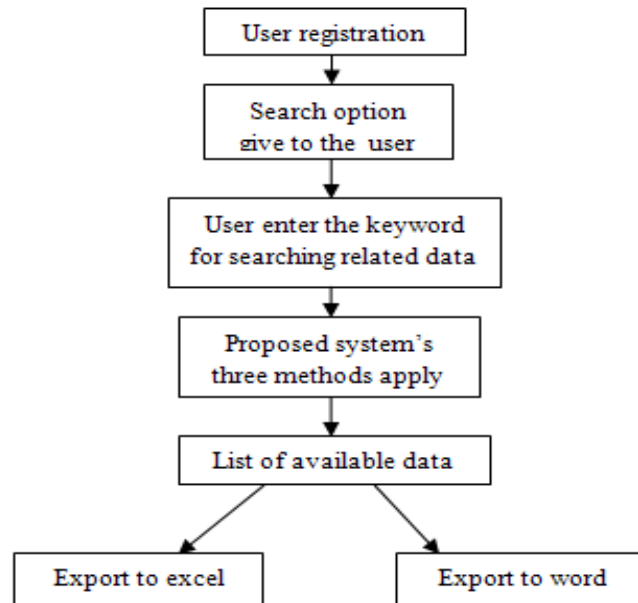 User registration
Search option
give to the user
User enter the keyword
for searching related data
Proposed system's
three methods apply
List of available data
Export to excel
Export to word